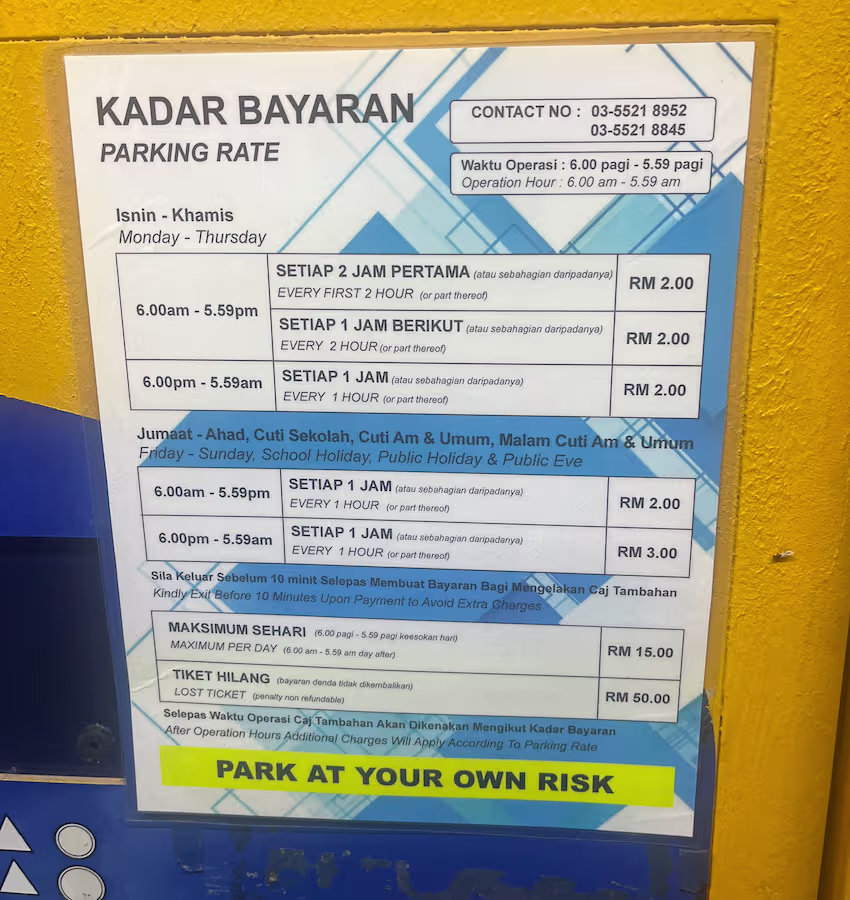 KADAR BAYARAN
PARKING RATE
CONTACT NO : 03-5521 8952
03-5521 8845
Waktu Operasi : 6.00 pagi - 5.59 pagi
Operation Hour : 6.00 am - 5.59 am
Isnin - Khamis
Monday - Thursday
6.00am - 5.59pm
SETIAP 2 JAM PERTAMA (atau sebahagian daripadanya)
EVERY FIRST 2 HOUR (or part thereof)
RM 2.00
SETIAP 1 JAM BERIKUT (atau sebahagian daripadanya)
EVERY 2 HOUR (or part thereof)
RM 2.00
6.00pm - 5.59am
SETIAP 1 JAM (atau sebahagian daripadanya)
EVERY 1 HOUR (or part thereof)
RM 2.00
Jumaat - Ahad, Cuti Sekolah, Cuti Am & Umum, Malam Cuti Am & Umum
Friday - Sunday, School Holiday, Public Holiday & Public Eve
6.00am - 5.59pm
SETIAP 1 JAM (atau sebahagian daripadanya)
EVERY 1 HOUR (or part thereof)
RM 2.00
6.00pm - 5.59am
SETIAP 1 JAM (atau sebahagian daripadanya)
EVERY 1 HOUR (or part thereof)
RM 3.00
Sila Keluar Sebelum 10 minit Selepas Membuat Bayaran Bagi Mengelakan Caj Tambahan
Kindly Exit Before 10 Minutes Upon Payment to Avoid Extra Charges
MAKSIMUM SEHARI (6.00 pagi - 5.59 pagi keesokan hari)
MAXIMUM PER DAY (6.00 am - 5.59 am day after)
RM 15.00
TIKET HILANG (bayaran denda tidak dikembalikan)
LOST TICKET (penalty non refundable)
RM 50.00
Selepas Waktu Operasi Caj Tambahan Akan Dikenakan Mengikut Kadar Bayaran
After Operation Hours Additional Charges Will Apply According To Parking Rate
PARK AT YOUR OWN RISK